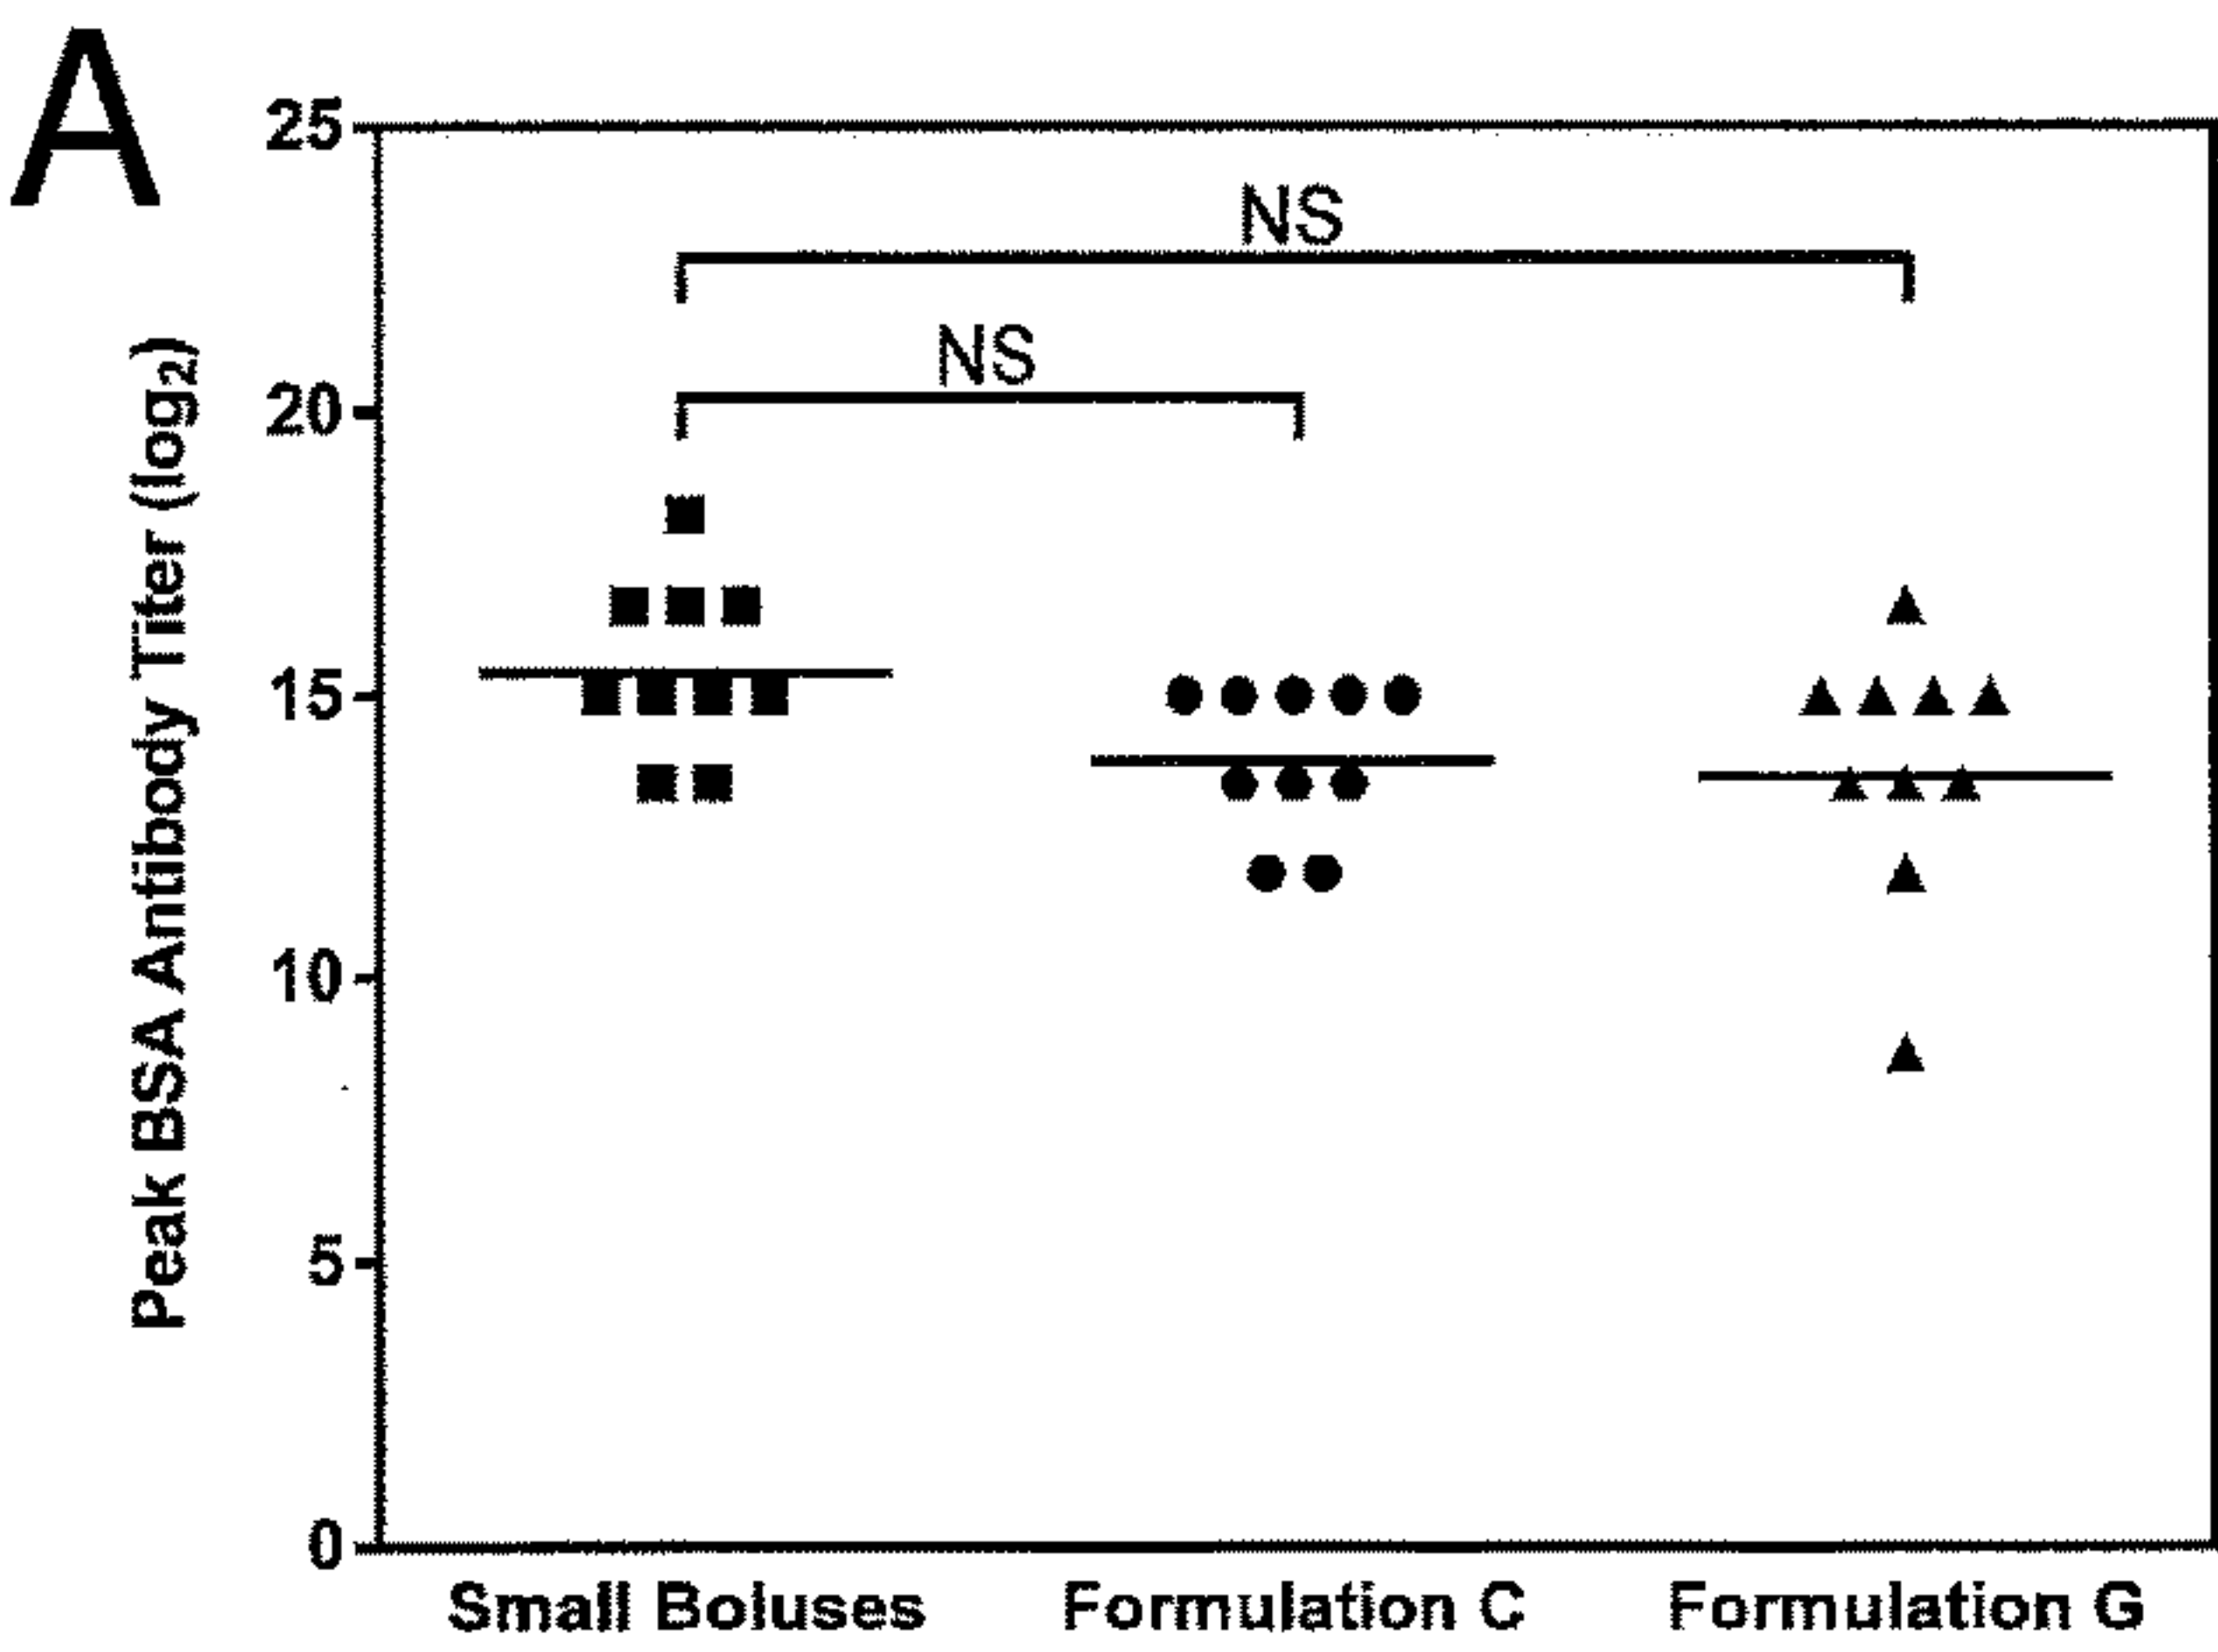 A
25
20
15
10
5
0
Peak BSA Antibody Titer (log₂)
NS
NS
Small Boluses
Formulation C
Formulation G